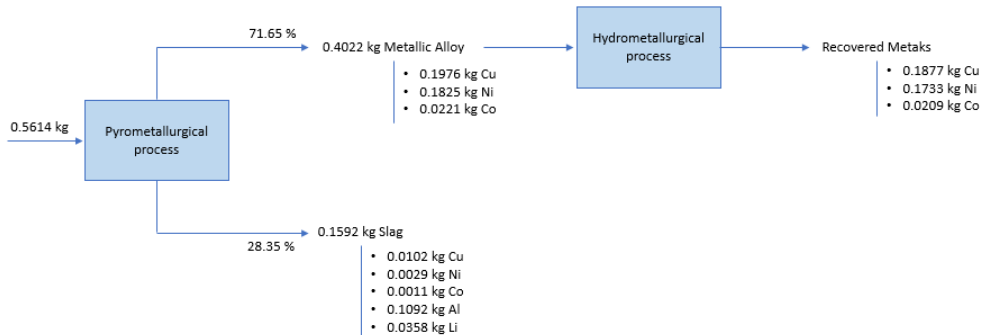 71.65 %
0.4022 kg Metallic Alloy
• 0.1976 kg Cu
• 0.1825 kg Ni
• 0.0221 kg Co
Hydrometallurgical
process
Recovered Metaks
• 0.1877 kg Cu
• 0.1733 kg Ni
• 0.0209 kg Co
0.5614 kg
Pyrometallurgical
process
28.35 %
0.1592 kg Slag
• 0.0102 kg Cu
• 0.0029 kg Ni
• 0.0011 kg Co
• 0.1092 kg Al
• 0.0358 kg Li